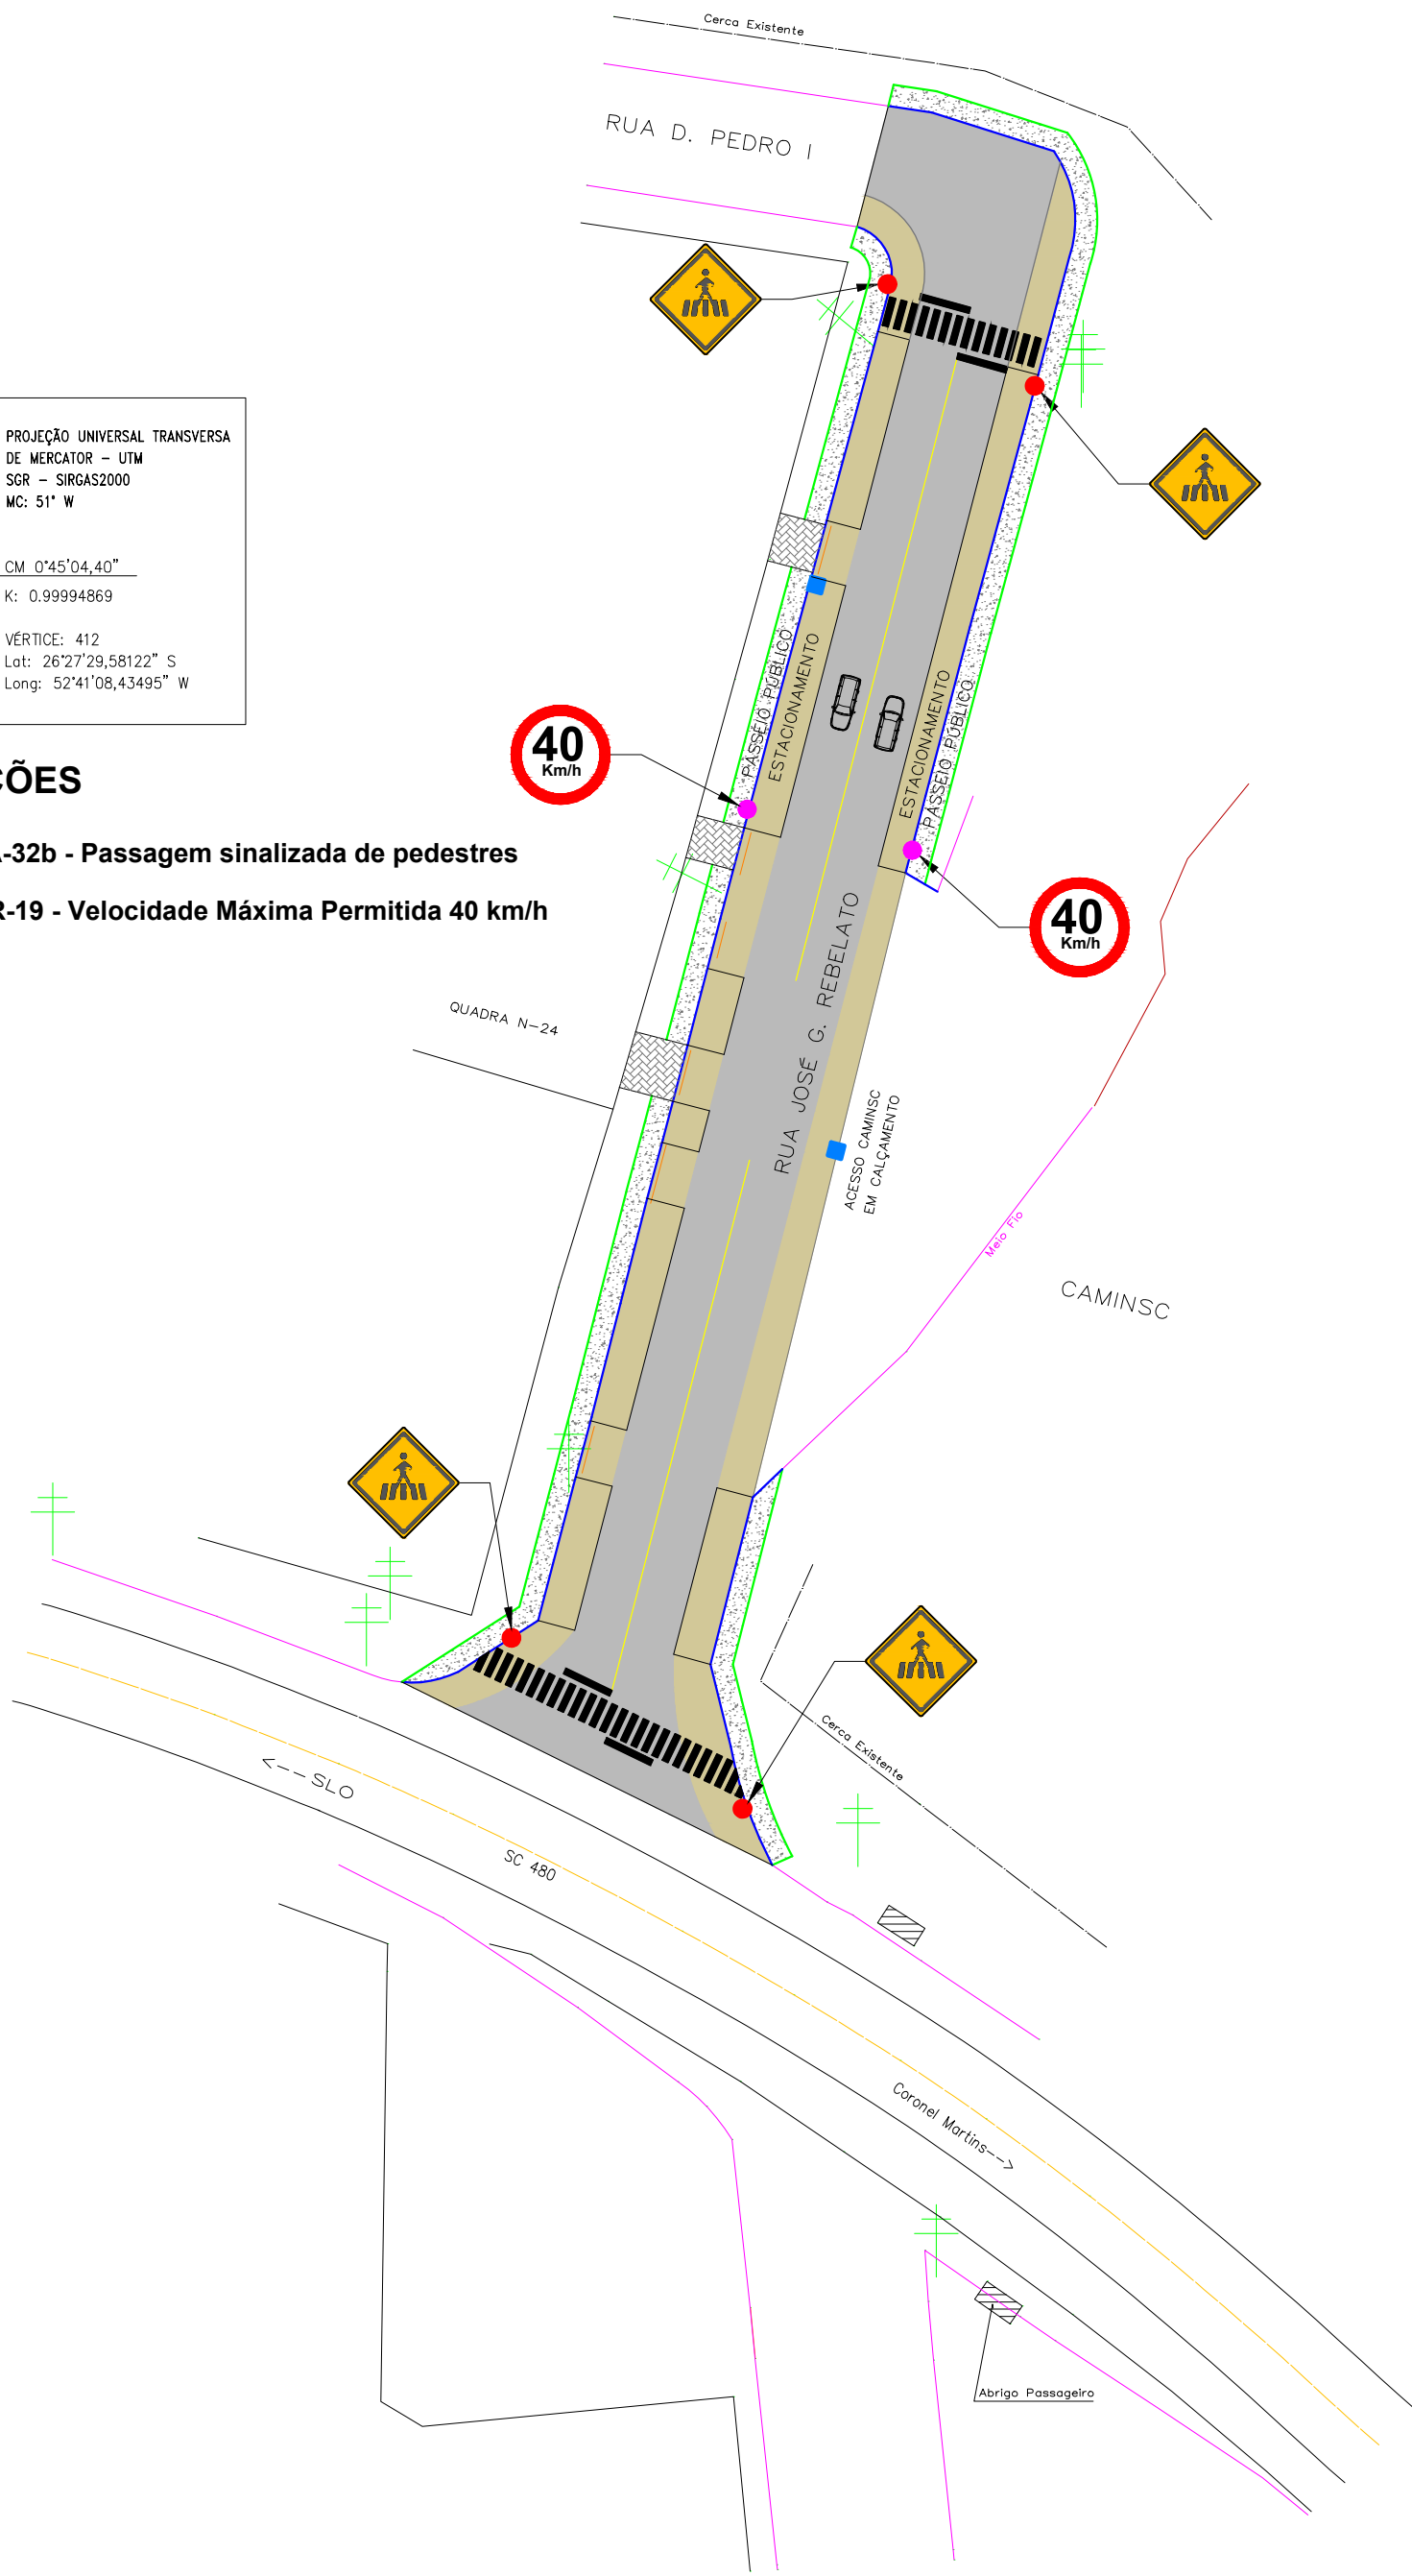 Cerca Existente
RUA D. PEDRO I
PROJEÇÃO UNIVERSAL TRANSVERSA
DE MERCATOR - UTM
SGR - SIRGAS2000
MC: 51° W
CM 0°45'04,40"
K: 0.99994869
VÉRTICE: 412
Lat: 26°27'29,58122" S
Long: 52°41'08,43495" W
PASSEIO PÚBLICO
ESTACIONAMENTO
ESTACIONAMENTO
PASSEIO PÚBLICO
40
Km/h
ÇÕES
A-32b - Passagem sinalizada de pedestres
R-19 - Velocidade Máxima Permitida 40 km/h
40
Km/h
QUADRA N-24
RUA JOSÉ G. REBELATO
ACESSO CAMINSC
EM CALÇAMENTO
Meio Fio
CAMINSC
Cerca Existente
<---SLO
SC 480
Coronel Martins-->
Abrigo Passageiro